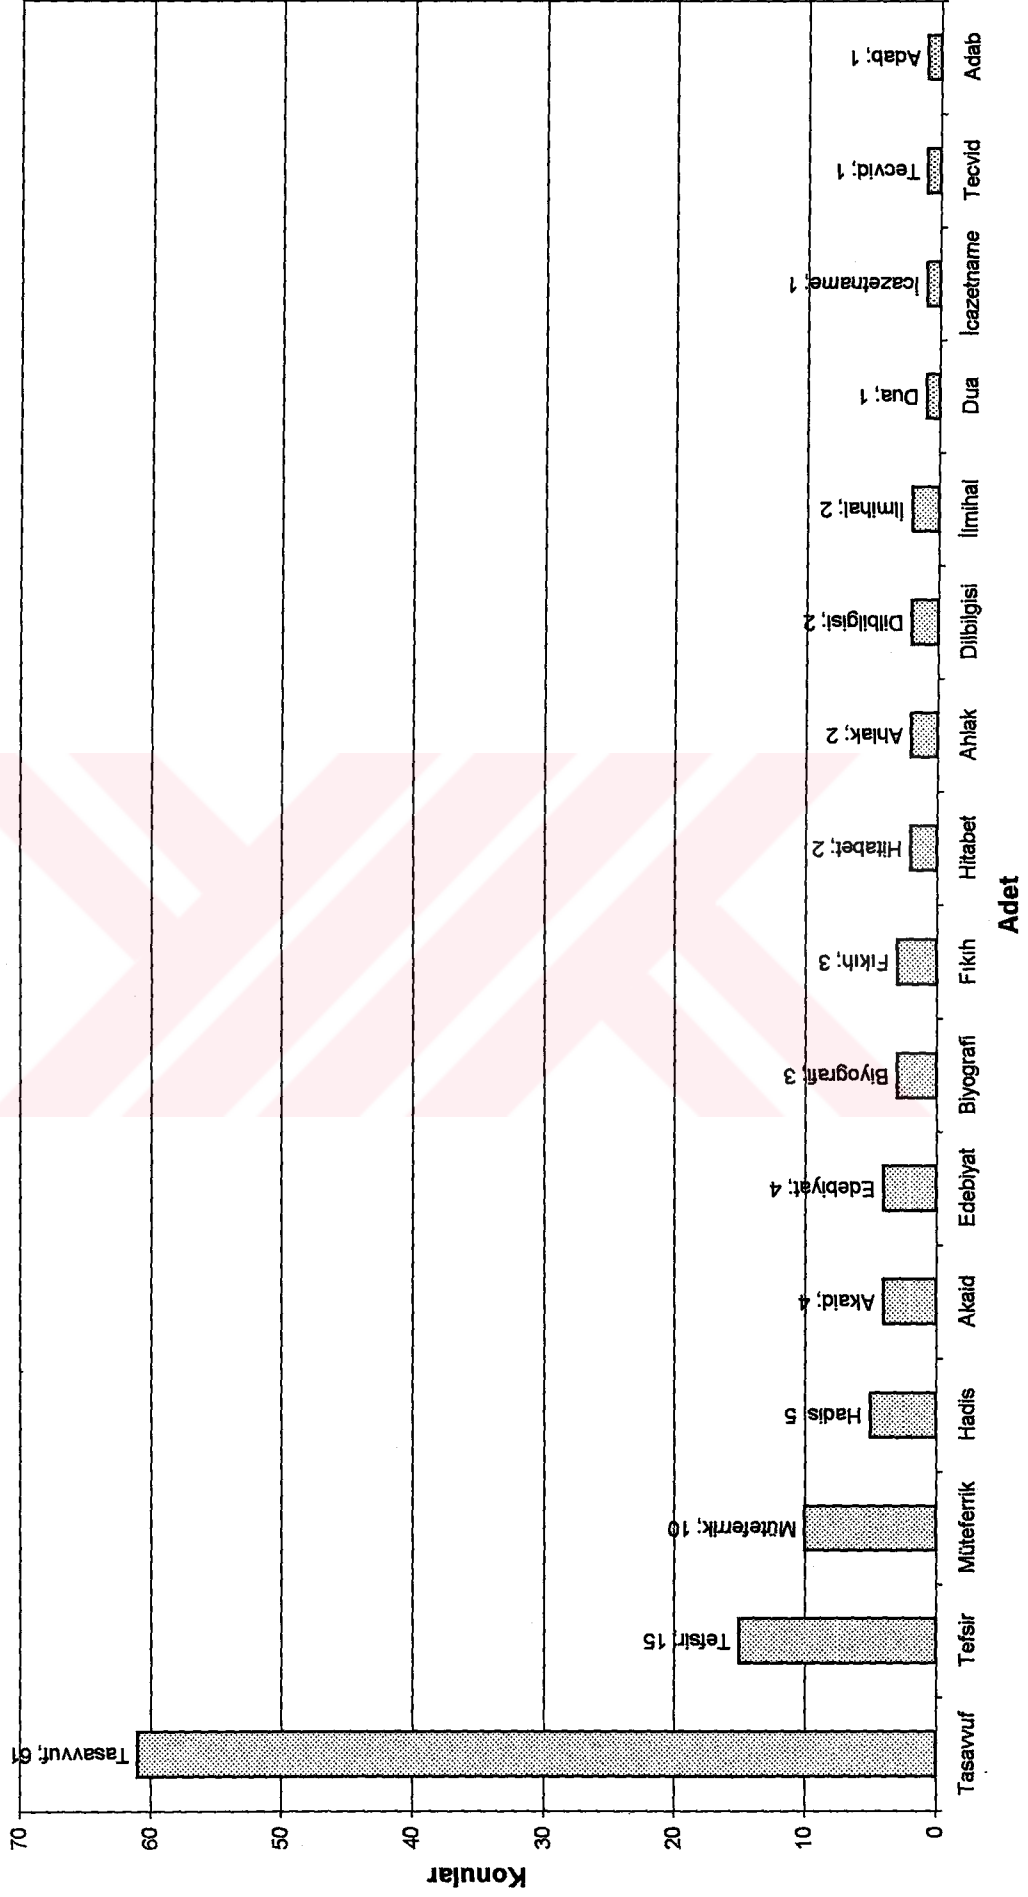 Konular
70
60
50
40
30
20
10
0
Tasavvuf; 61
Tefsir; 15
Müteferrik; 10
Hadis; 5
Akaid; 4
Edebiyat; 4
Biyografi; 3
Fıkıh; 3
Hitabet; 2
Ahlak; 2
Dilbilgisi; 2
İlmihal; 2
Dua; 1
İcazetname; 1
Tecvid; 1
Adab; 1
Tasavvuf
Tefsir
Müteferrik
Hadis
Akaid
Edebiyat
Biyografi
Fıkıh
Hitabet
Ahlak
Dilbilgisi
İlmihal
Dua
İcazetname
Tecvid
Adab
Adet